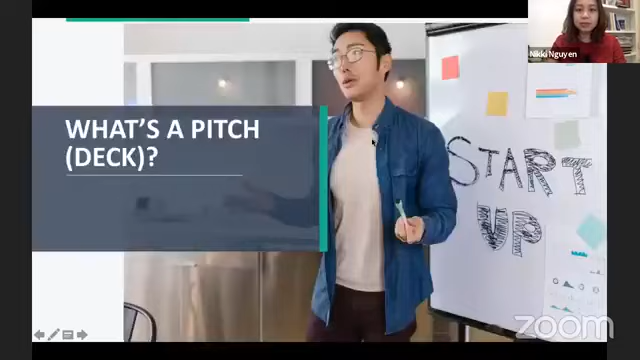 Nikki Nguyen
WHAT'S A PITCH
(DECK)?
START
UP
zoom